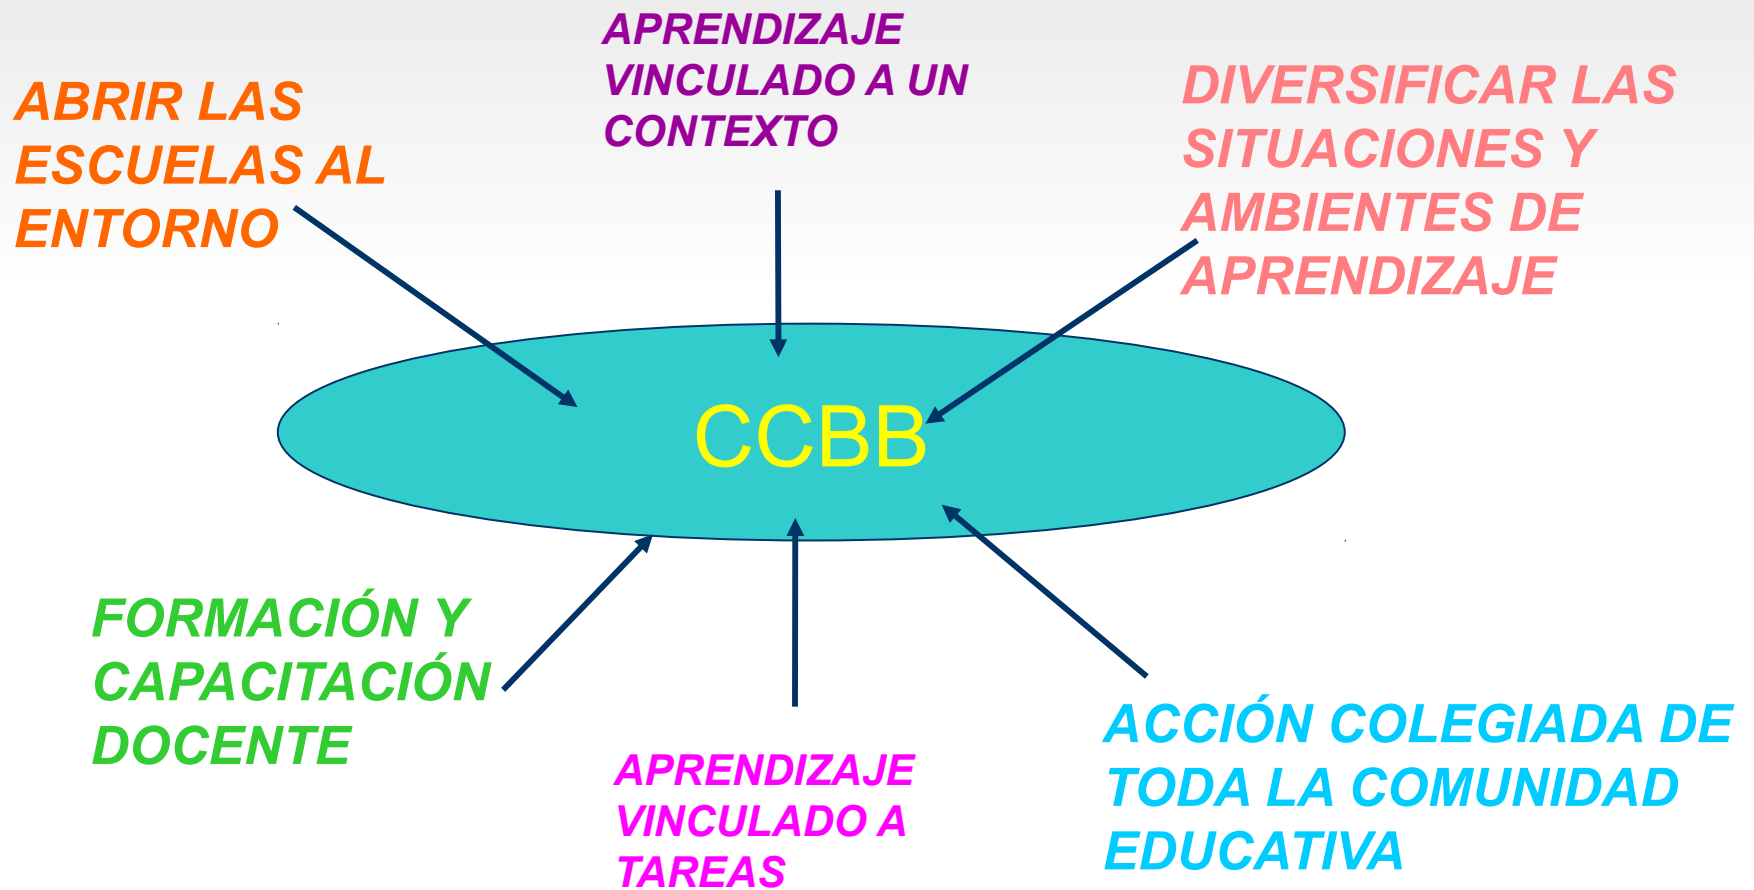 ABRIR LAS
ESCUELAS AL
ENTORNO
APRENDIZAJE
VINCULADO A UN
CONTEXTO
DIVERSIFICAR LAS
SITUACIONES Y
AMBIENTES DE
APRENDIZAJE
CCBB
FORMACIÓN Y
CAPACITACIÓN
DOCENTE
APRENDIZAJE
VINCULADO A
TAREAS
ACCIÓN COLEGIADA DE
TODA LA COMUNIDAD
EDUCATIVA